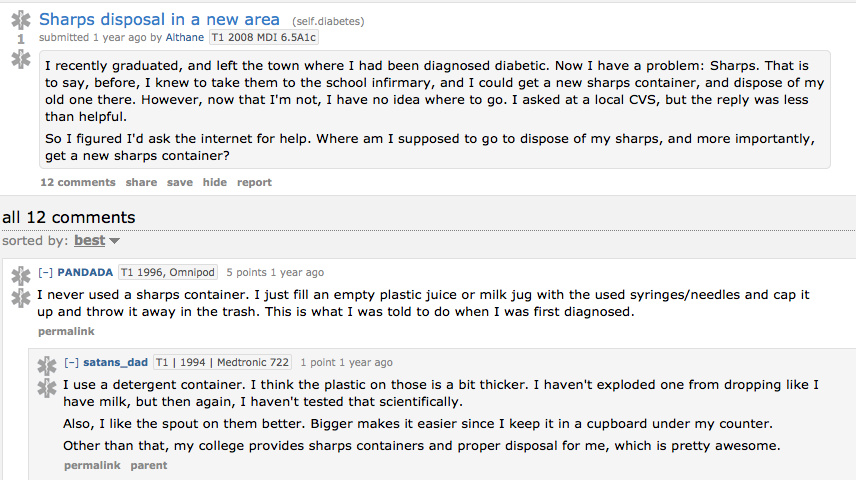 Sharps disposal in a new area (self.diabetes)
1 submitted 1 year ago by Althane T1 2008 MDI 6.5A1c
I recently graduated, and left the town where I had been diagnosed diabetic. Now I have a problem: Sharps. That is
to say, before, I knew to take them to the school infirmary, and I could get a new sharps container, and dispose of my
old one there. However, now that I'm not, I have no idea where to go. I asked at a local CVS, but the reply was less
than helpful.
So I figured I'd ask the internet for help. Where am I supposed to go to dispose of my sharps, and more importantly,
get a new sharps container?
12 comments share save hide report
all 12 comments
sorted by: best
[–] PANDADA T1 1996, Omnipod 5 points 1 year ago
I never used a sharps container. I just fill an empty plastic juice or milk jug with the used syringes/needles and cap it
up and throw it away in the trash. This is what I was told to do when I was first diagnosed.
permalink
[–] satans_dad T1 | 1994 | Medtronic 722 1 point 1 year ago
I use a detergent container. I think the plastic on those is a bit thicker. I haven't exploded one from dropping like I
have milk, but then again, I haven't tested that scientifically.
Also, I like the spout on them better. Bigger makes it easier since I keep it in a cupboard under my counter.
Other than that, my college provides sharps containers and proper disposal for me, which is pretty awesome.
permalink parent